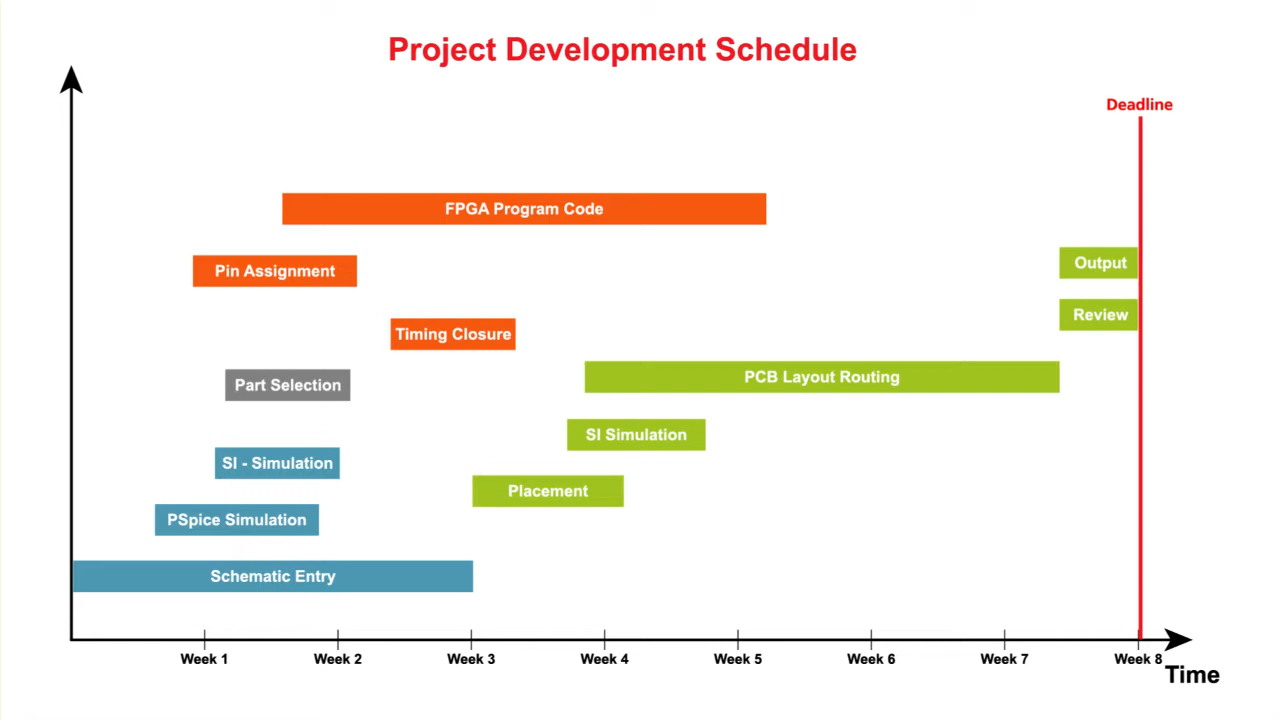 Project Development Schedule
Deadline
FPGA Program Code
Output
Pin Assignment
Review
Timing Closure
PCB Layout Routing
Part Selection
SI Simulation
SI - Simulation
Placement
PSpice Simulation
Schematic Entry
Week 1
Week 2
Week 3
Week 4
Week 5
Week 6
Week 7
Week 8
Time